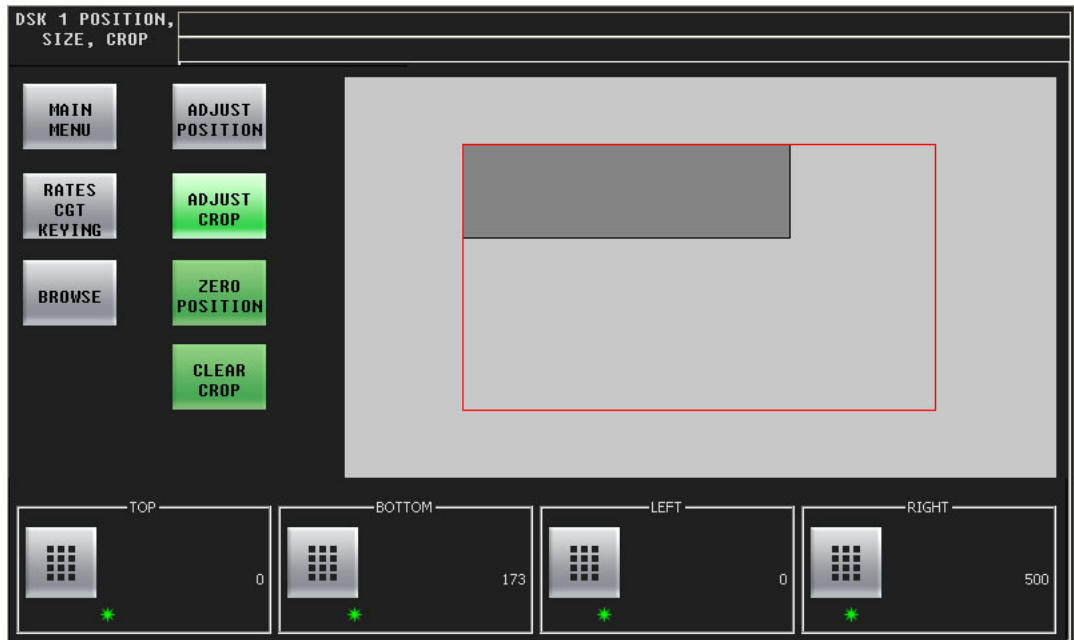 DSK 1 POSITION,
SIZE, CROP
MAIN
MENU
ADJUST
POSITION
RATES
CGT
KEYING
ADJUST
CROP
BROWSE
ZERO
POSITION
CLEAR
CROP
TOP
BOTTOM
LEFT
RIGHT
0
173
0
500